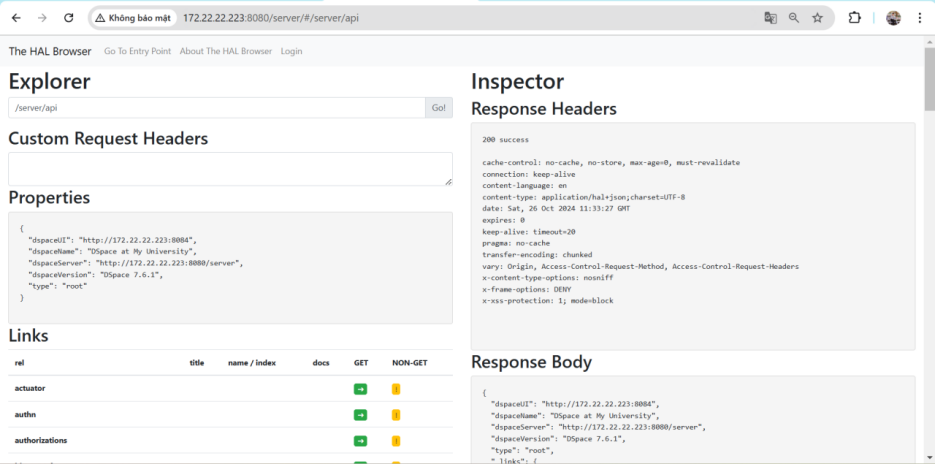 Không bảo mật
172.22.22.223:8080/server/#/server/api
The HAL Browser Go To Entry Point About The HAL Browser Login
Explorer
/server/api Go!
Custom Request Headers
Properties
{
"dspaceUI": "http://172.22.22.223:8084",
"dspaceName": "DSpace at My University",
"dspaceServer": "http://172.22.22.223:8080/server",
"dspaceVersion": "DSpace 7.6.1",
"type": "root"
}
Links
rel title name / index docs GET NON-GET
actuator
authn
authorizations
Inspector
Response Headers
200 success
cache-control: no-cache, no-store, max-age=0, must-revalidate
connection: keep-alive
content-language: en
content-type: application/hal+json;charset=UTF-8
date: Sat, 26 Oct 2024 11:33:27 GMT
expires: 0
keep-alive: timeout=20
pragma: no-cache
transfer-encoding: chunked
vary: Origin, Access-Control-Request-Method, Access-Control-Request-Headers
x-content-type-options: nosniff
x-frame-options: DENY
x-xss-protection: 1; mode=block
Response Body
{
"dspaceUI": "http://172.22.22.223:8084",
"dspaceName": "DSpace at My University",
"dspaceServer": "http://172.22.22.223:8080/server",
"dspaceVersion": "DSpace 7.6.1",
"type": "root",
"_links": {